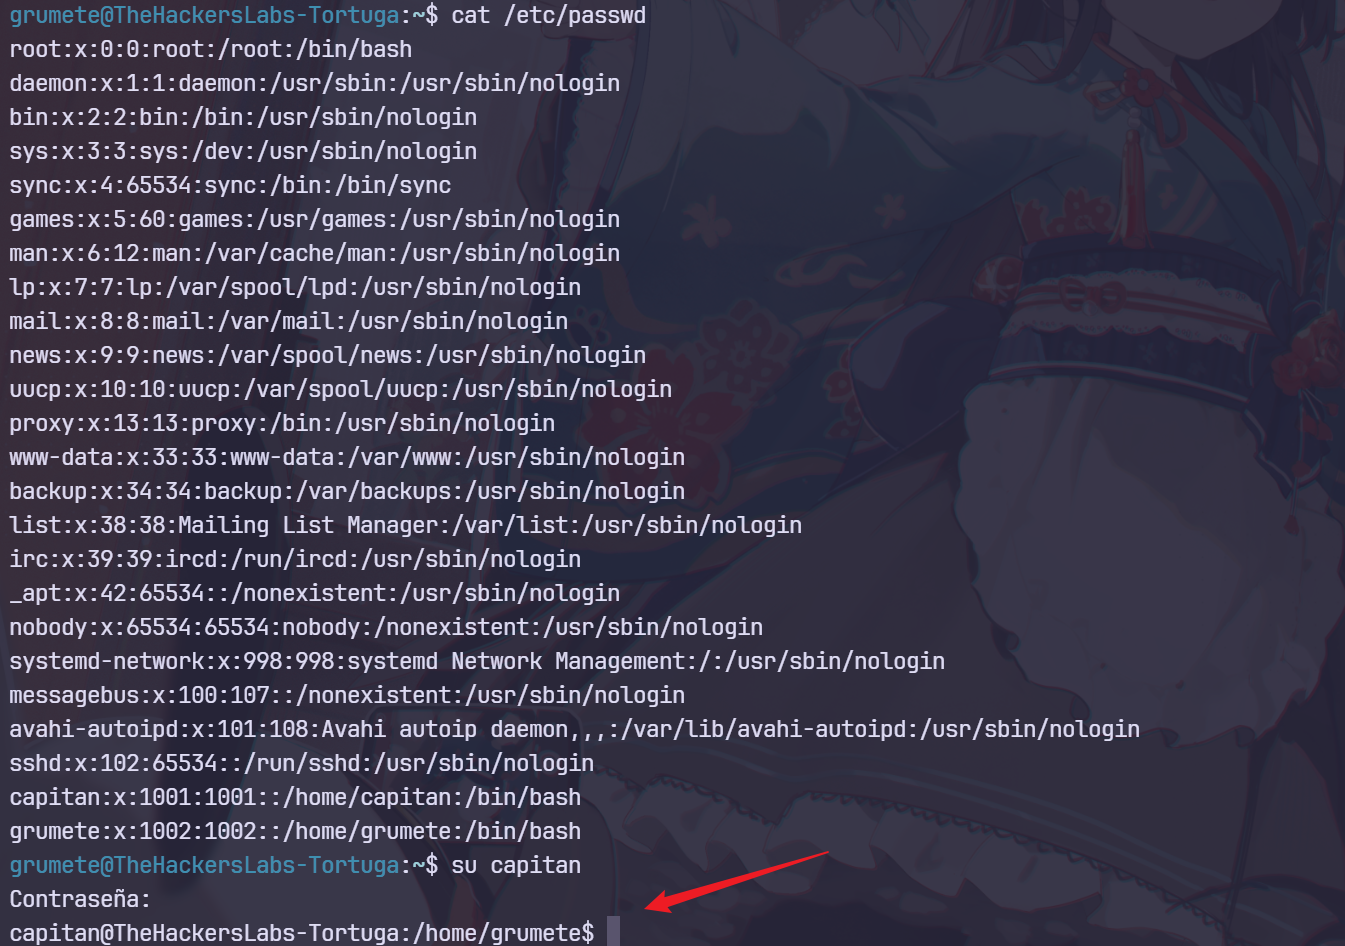 grumete@TheHackersLabs-Tortuga:~$ cat /etc/passwd
root:x:0:0:root:/root:/bin/bash
daemon:x:1:1:daemon:/usr/sbin:/usr/sbin/nologin
bin:x:2:2:bin:/bin:/usr/sbin/nologin
sys:x:3:3:sys:/dev:/usr/sbin/nologin
sync:x:4:65534:sync:/bin:/bin/sync
games:x:5:60:games:/usr/games:/usr/sbin/nologin
man:x:6:12:man:/var/cache/man:/usr/sbin/nologin
lp:x:7:7:lp:/var/spool/lpd:/usr/sbin/nologin
mail:x:8:8:mail:/var/mail:/usr/sbin/nologin
news:x:9:9:news:/var/spool/news:/usr/sbin/nologin
uucp:x:10:10:uucp:/var/spool/uucp:/usr/sbin/nologin
proxy:x:13:13:proxy:/bin:/usr/sbin/nologin
www-data:x:33:33:www-data:/var/www:/usr/sbin/nologin
backup:x:34:34:backup:/var/backups:/usr/sbin/nologin
list:x:38:38:Mailing List Manager:/var/list:/usr/sbin/nologin
irc:x:39:39:ircd:/run/ircd:/usr/sbin/nologin
_apt:x:42:65534::/nonexistent:/usr/sbin/nologin
nobody:x:65534:65534:nobody:/nonexistent:/usr/sbin/nologin
systemd-network:x:998:998:systemd Network Management:/:/usr/sbin/nologin
messagebus:x:100:107::/nonexistent:/usr/sbin/nologin
avahi-autoipd:x:101:108:Avahi autoip daemon,,,:/var/lib/avahi-autoipd:/usr/sbin/nologin
sshd:x:102:65534::/run/sshd:/usr/sbin/nologin
capitan:x:1001:1001::/home/capitan:/bin/bash
grumete:x:1002:1002::/home/grumete:/bin/bash
grumete@TheHackersLabs-Tortuga:~$ su capitan
Contraseña:
capitan@TheHackersLabs-Tortuga:/home/grumete$